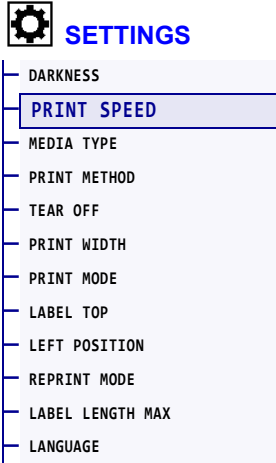 SETTINGS
DARKNESS
PRINT SPEED
MEDIA TYPE
PRINT METHOD
TEAR OFF
PRINT WIDTH
PRINT MODE
LABEL TOP
LEFT POSITION
REPRINT MODE
LABEL LENGTH MAX
LANGUAGE